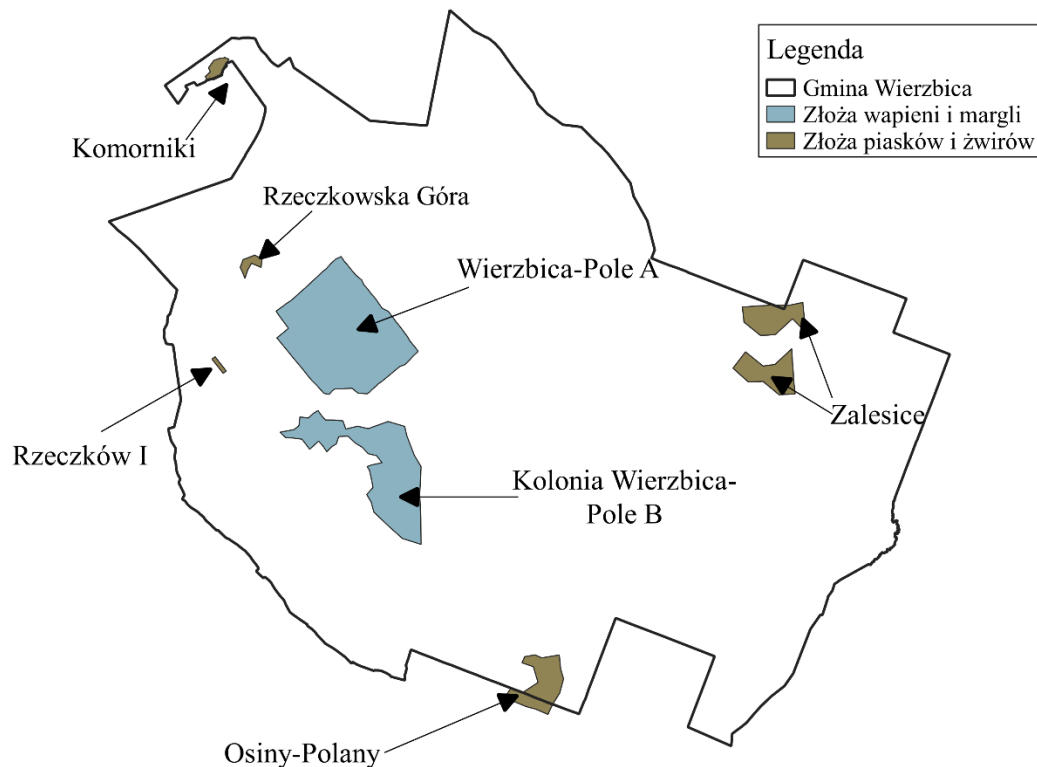 Legenda
Gmina Wierzbica
Złoża wapieni i margli
Złoża piasków i żwirów
Komorniki
Rzeczkowska Góra
Wierzbica-Pole A
Zalesice
Rzeczków I
Kolonia Wierzbica-
Pole B
Osiny-Polany